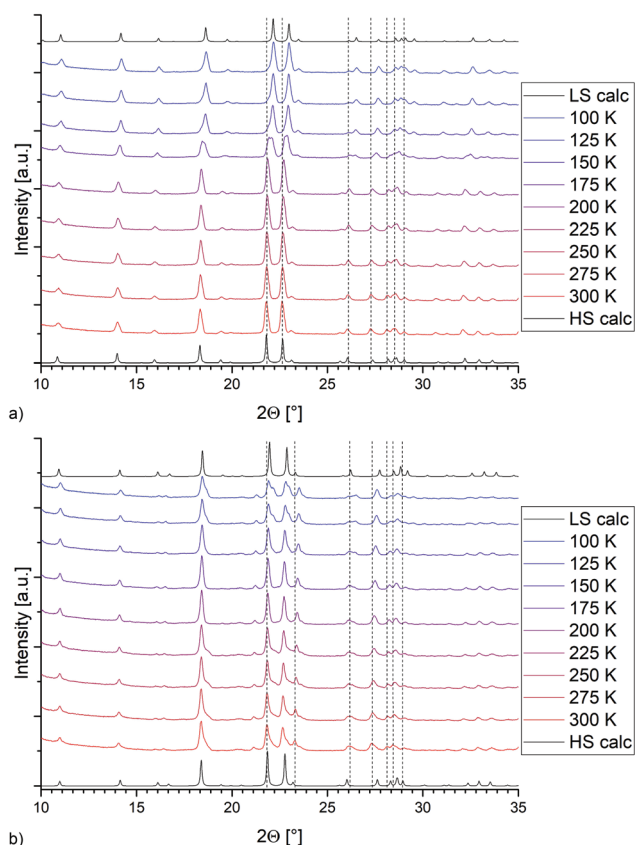 Intensity [a.u.]
LS calc
100 K
125 K
150 K
175 K
200 K
225 K
250 K
275 K
300 K
HS calc
10 15 20 25 30 35
a) 2Θ [°]
Intensity [a.u.]
LS calc
100 K
125 K
150 K
175 K
200 K
225 K
250 K
275 K
300 K
HS calc
10 15 20 25 30 35
b) 2Θ [°]